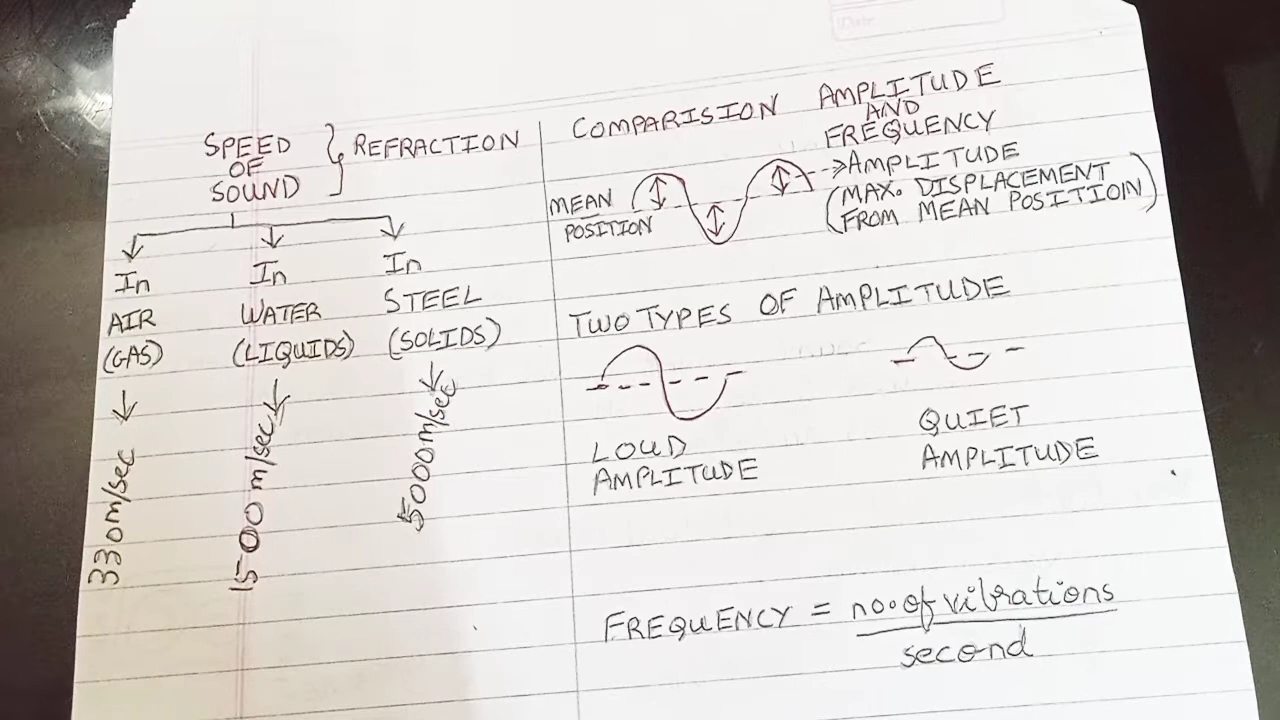 Date
SPEED
OF
SOUND
REFRACTION
In
AIR
(GAS)
330m/sec
In
WATER
(LIQUIDS)
1500m/sec
In
STEEL
(SOLIDS)
5000m/sec
COMPARISION AMPLITUDE
AND
FREQUENCY
MEAN
POSITION
AMPLITUDE
(MAX. DISPLACEMENT
FROM MEAN POSITION)
TWO TYPES OF AMPLITUDE
LOUD
AMPLITUDE
QUIET
AMPLITUDE
FREQUENCY = no. of vibrations
second